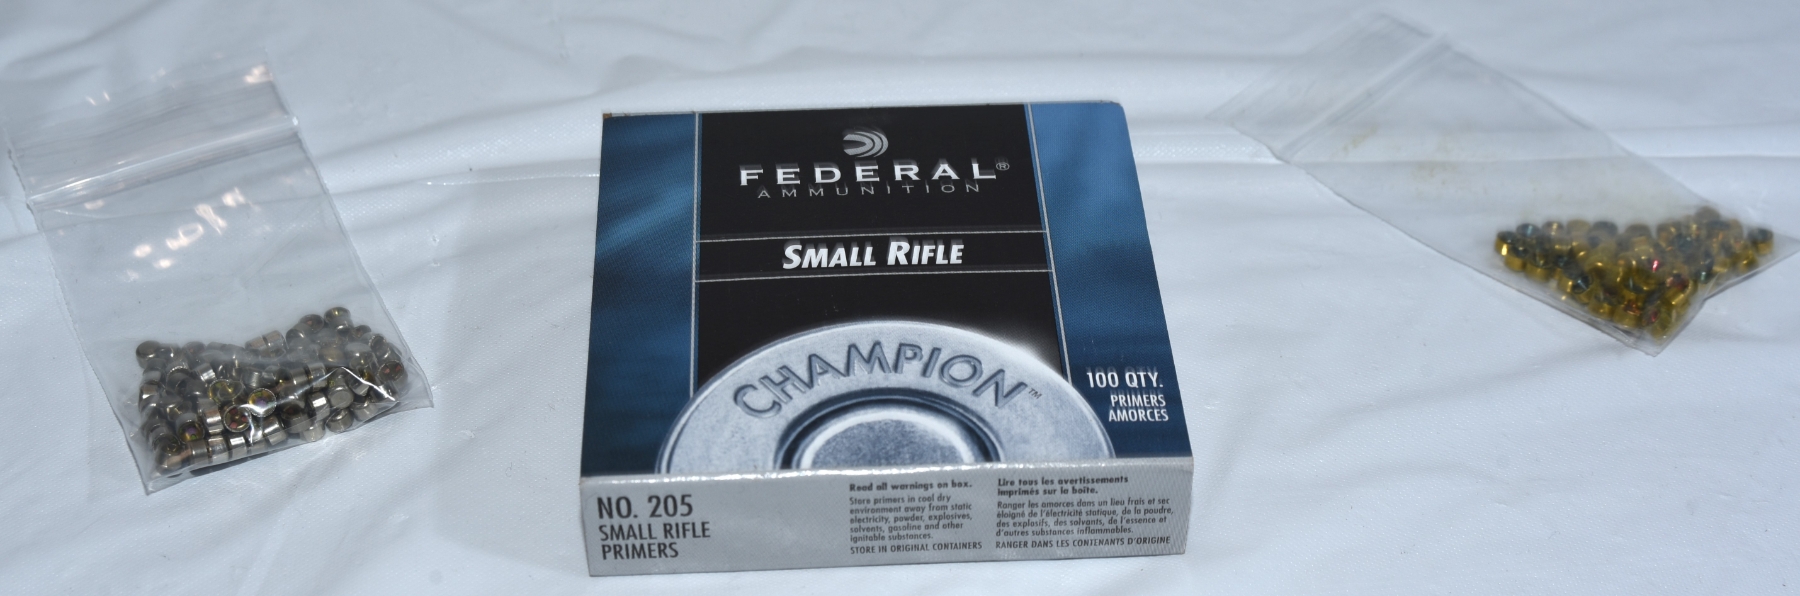 FEDERAL®
AMMUNITION
SMALL RIFLE
CHAMPION™
100 QTY.
PRIMERS
AMORCES
NO. 205
SMALL RIFLE
PRIMERS
Read all warnings on box.
Store primers in cool dry
environment away from static
electricity, powder, explosives,
solvents, gasoline and other
ignitable substances.
STORE IN ORIGINAL CONTAINERS
Lire tous les avertissements
imprimés sur la boîte.
Ranger les amorces dans un lieu frais et sec
éloigné de l'électricité statique, de la poudre,
des explosifs, des solvants, de l'essence et
d'autres substances inflammables.
RANGER DANS LES CONTENANTS D'ORIGINE